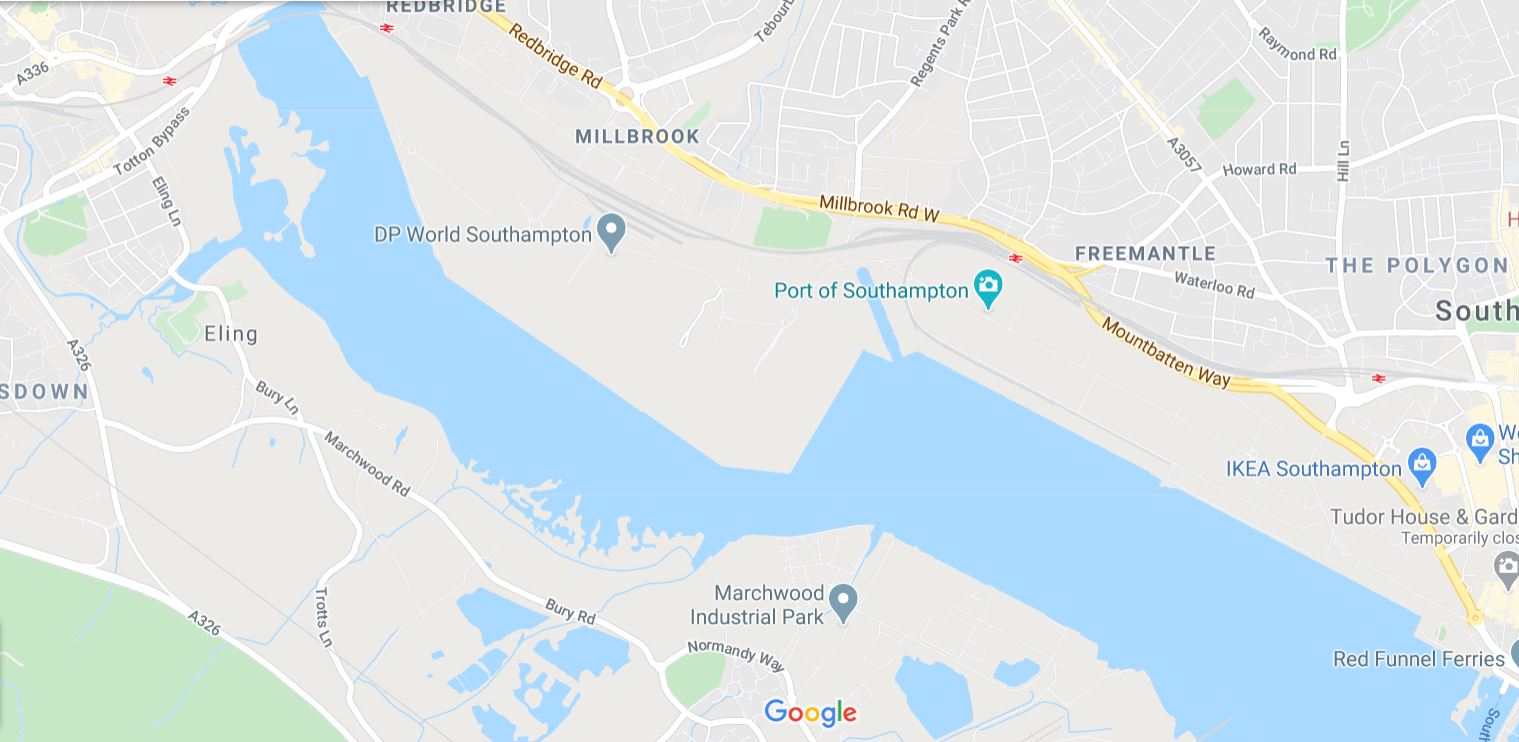 REDBRIDGE
Redbridge Rd
Regents Park R
Raymond Rd
A336
Totton Bypass
MILLBROOK
A3057
Howard Rd
Hill Ln
Eling Ln
DP World Southampton
Millbrook Rd W
FREEMANTLE
Waterloo Rd
THE POLYGON
H
Port of Southampton
South
Eling
A326
Mountbatten Way
SDOWN
Bury Ln
Marchwood Rd
IKEA Southampton
We
Sh
Tudor House & Gard
Temporarily clos
Trotts Ln
A326
Bury Rd
Marchwood
Industrial Park
Normandy Way
Red Funnel Ferries
Google
South